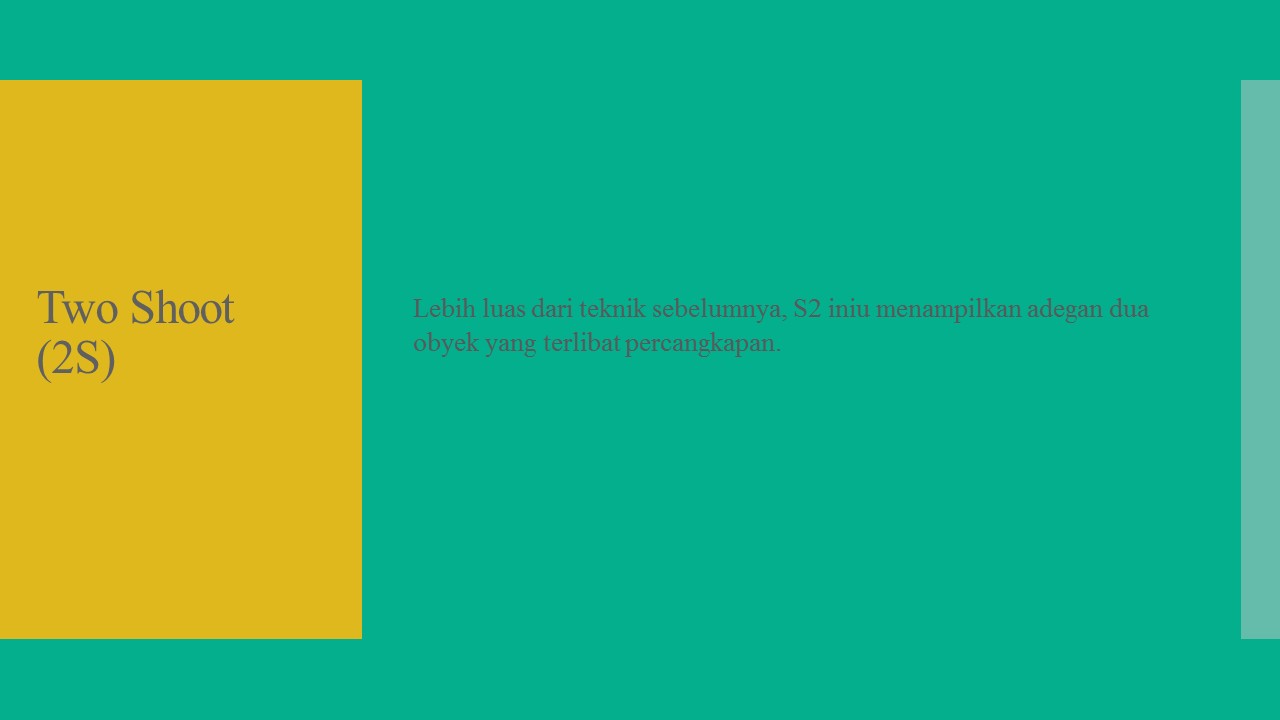 Two Shoot
(2S)
Lebih luas dari teknik sebelumnya, S2 iniu menampilkan adegan dua
obyek yang terlibat percangkapan.